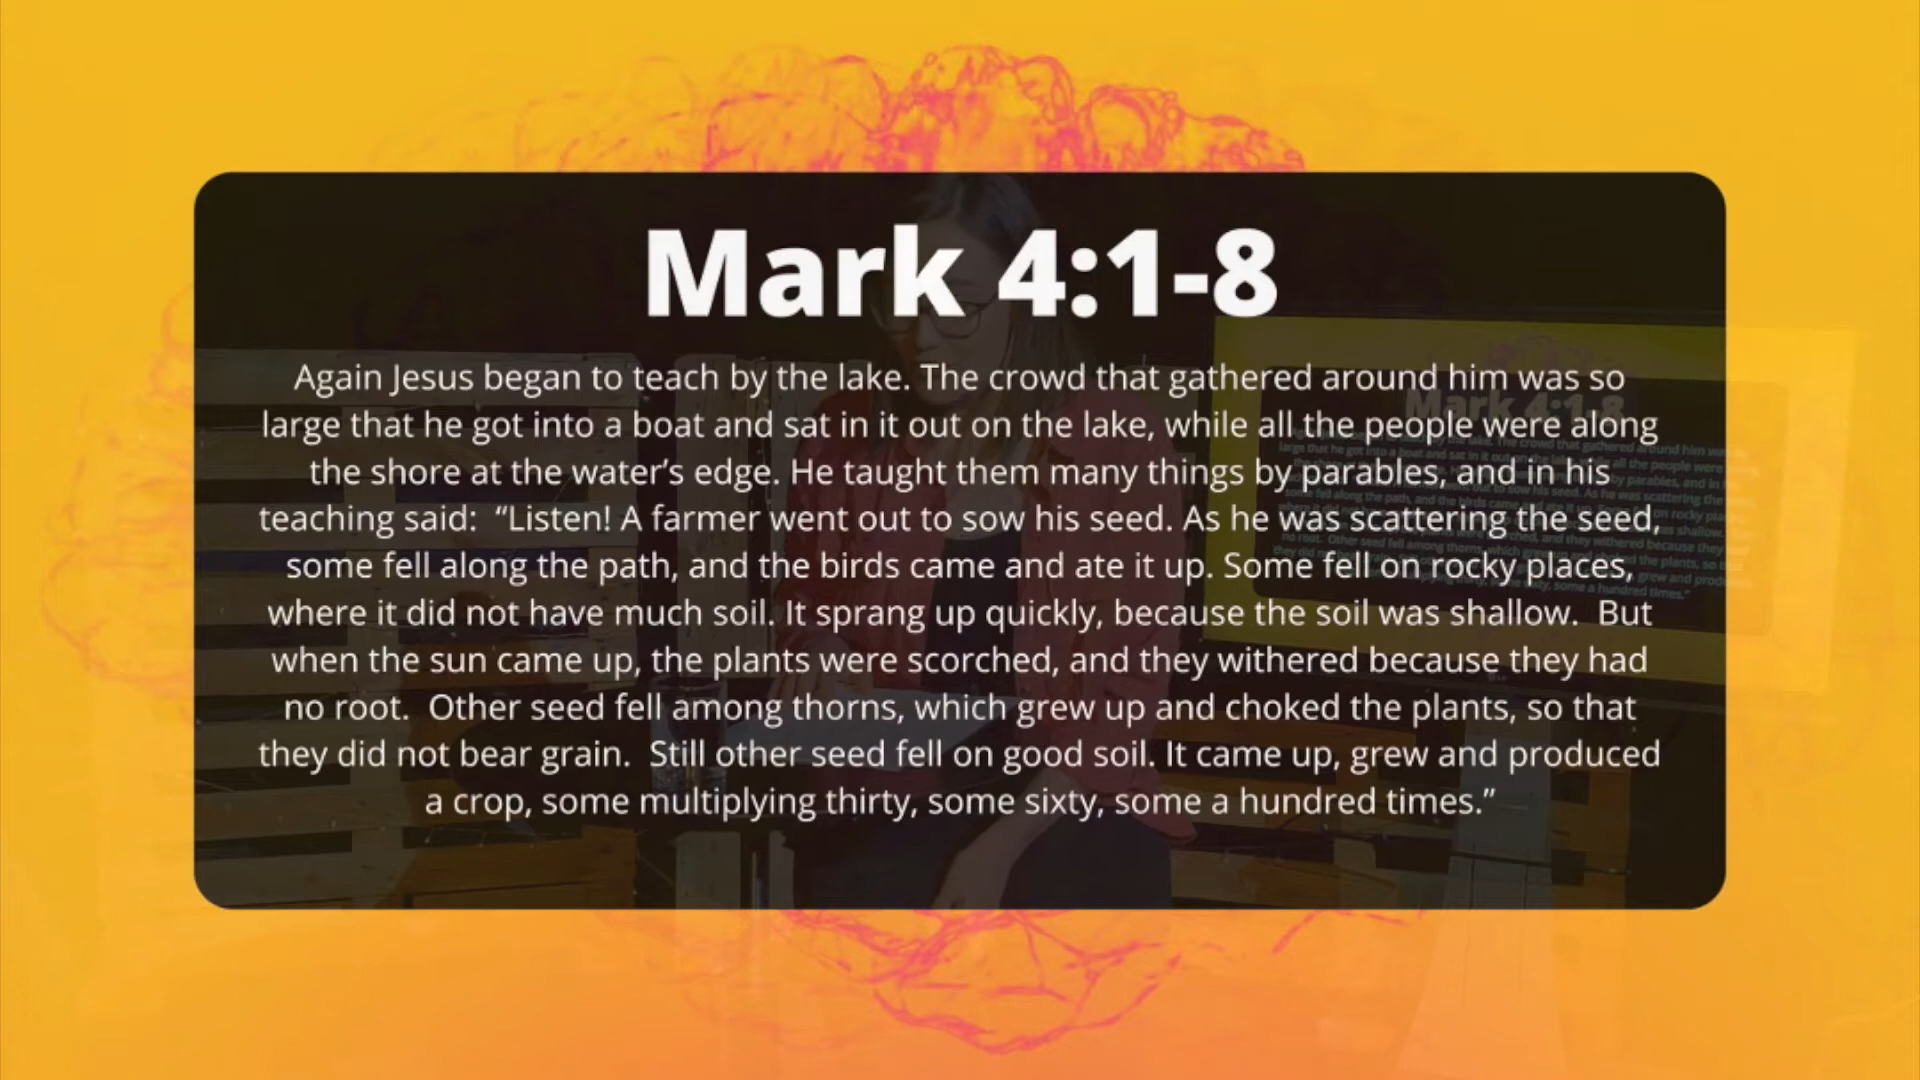 Mark 4:1-8
Again Jesus began to teach by the lake. The crowd that gathered around him was so
large that he got into a boat and sat in it out on the lake, while all the people were along
the shore at the water’s edge. He taught them many things by parables, and in his
teaching said:  “Listen! A farmer went out to sow his seed. As he was scattering the seed,
some fell along the path, and the birds came and ate it up. Some fell on rocky places,
where it did not have much soil. It sprang up quickly, because the soil was shallow.  But
when the sun came up, the plants were scorched, and they withered because they had
no root.  Other seed fell among thorns, which grew up and choked the plants, so that
they did not bear grain.  Still other seed fell on good soil. It came up, grew and produced
a crop, some multiplying thirty, some sixty, some a hundred times.”
Mark 4:1-8